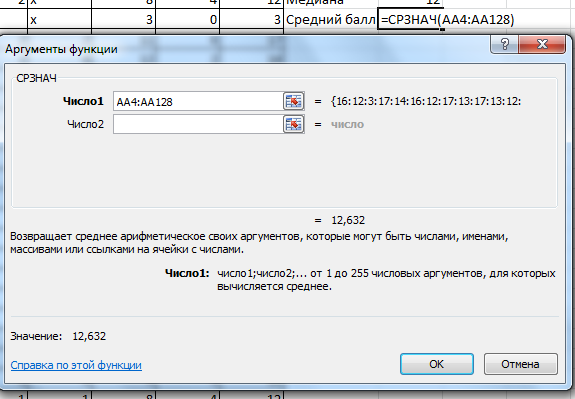 2 x 8 4 12 Медиана 12
x 3 0 3 Средний балл =СРЗНАЧ(AA4:AA128)
Аргументы функции
СРЗНАЧ
Число1 AA4:AA128 = {16:12:3:17:14:16:12:17:13:17:13:12:
Число2 = число
= 12,632
Возвращает среднее арифметическое своих аргументов, которые могут быть числами, именами,
массивами или ссылками на ячейки с числами.
Число1: число1;число2;... от 1 до 255 числовых аргументов, для которых
вычисляется среднее.
Значение: 12,632
Справка по этой функции
OK
Отмена
x 1 8 4 12